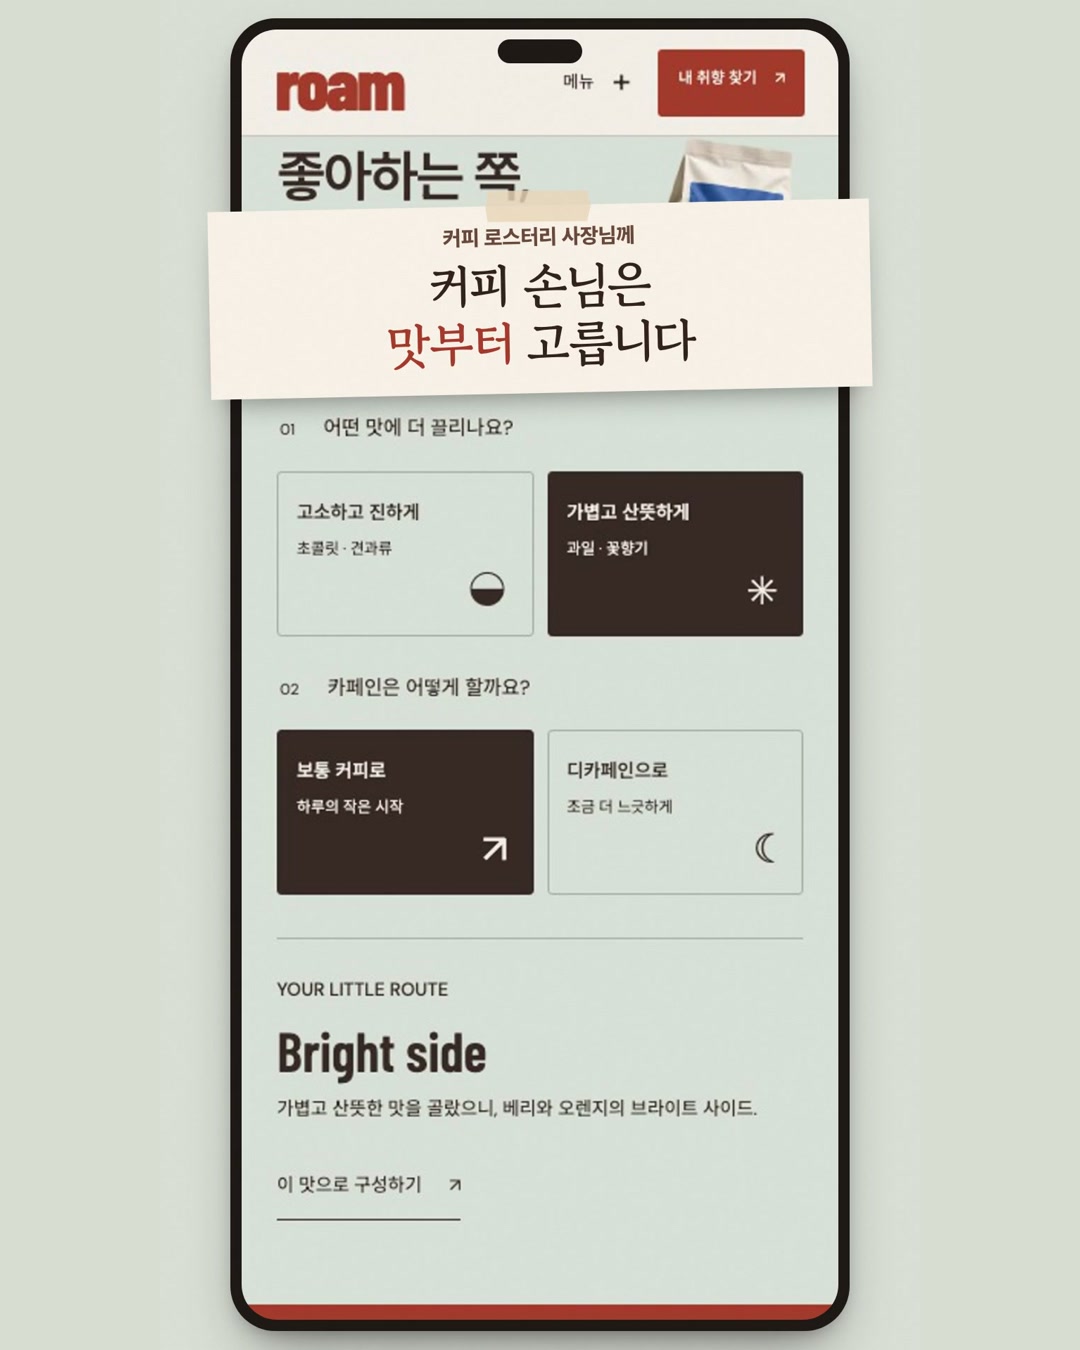 roam
메뉴 +
내 취향 찾기 ↗
좋아하는 쪽,
커피 로스터리 사장님께
커피 손님은
맛부터 고릅니다
01 어떤 맛에 더 끌리나요?
고소하고 진하게
초콜릿 · 견과류
가볍고 산뜻하게
과일 · 꽃향기
02 카페인은 어떻게 할까요?
보통 커피로
하루의 작은 시작
디카페인으로
조금 더 느긋하게
YOUR LITTLE ROUTE
Bright side
가볍고 산뜻한 맛을 골랐으니, 베리와 오렌지의 브라이트 사이드.
이 맛으로 구성하기 ↗